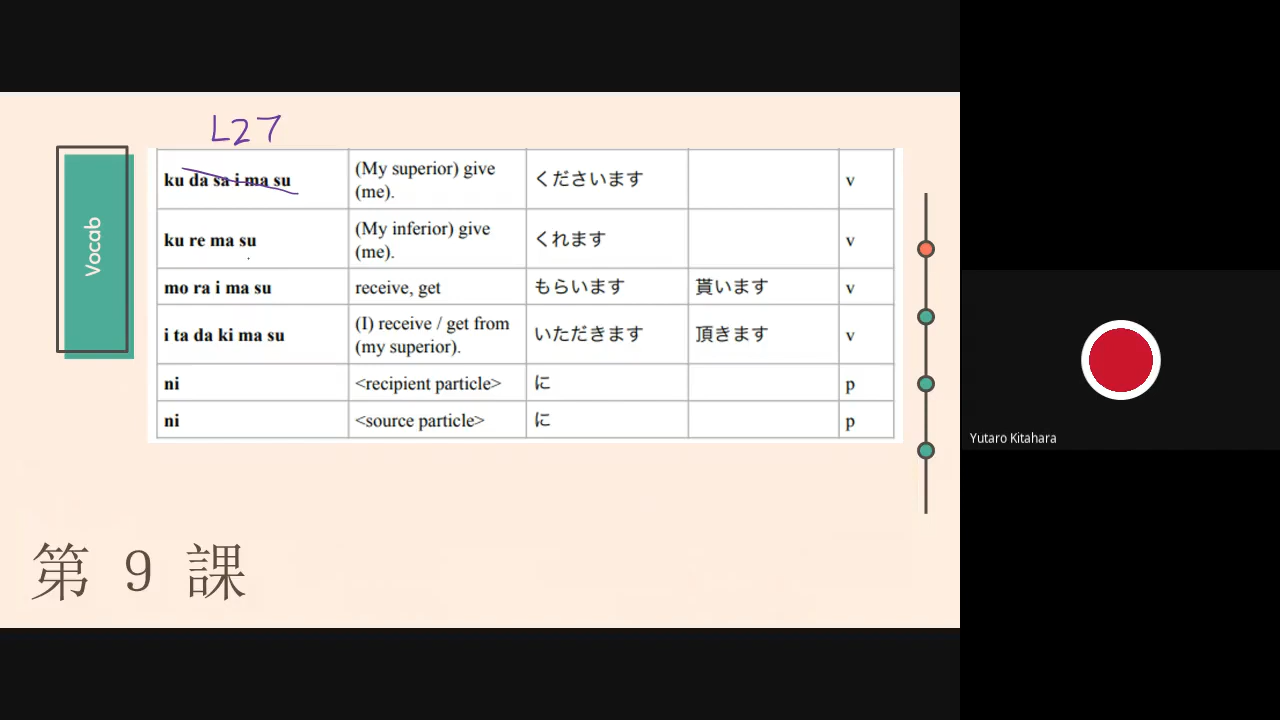 L27
Vocab
ku da sa i ma su (My superior) give くださいます v
(me).
ku re ma su (My inferior) give くれます v
(me).
mo ra i ma su receive, get もらいます 貰います v
i ta da ki ma su (I) receive / get from いただきます 頂きます v
(my superior).
ni <recipient particle> に p
ni <source particle> に p
第 9 課
Yutaro Kitahara